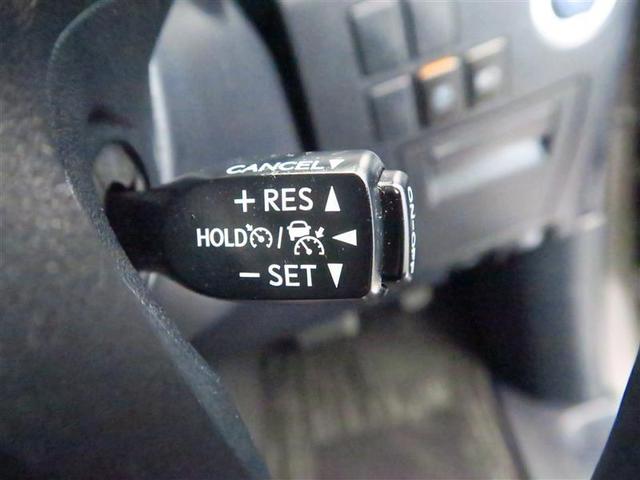 CANCEL▼
+ RES ▲
HOLD / ◀
− SET ▼
ON-OFF